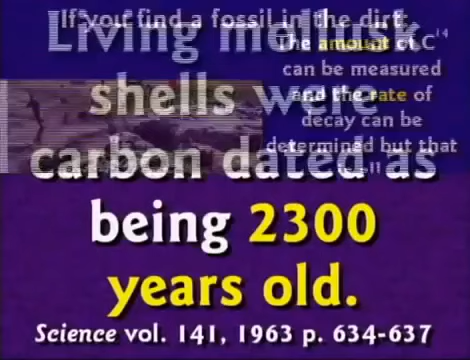 If you find a fossil in the dirt,
The amount of C14
can be measured
and the rate of
decay can be
determined but that
Living mollusk
shells were
carbon dated as
being 2300
years old.
Science vol. 141, 1963 p. 634-637